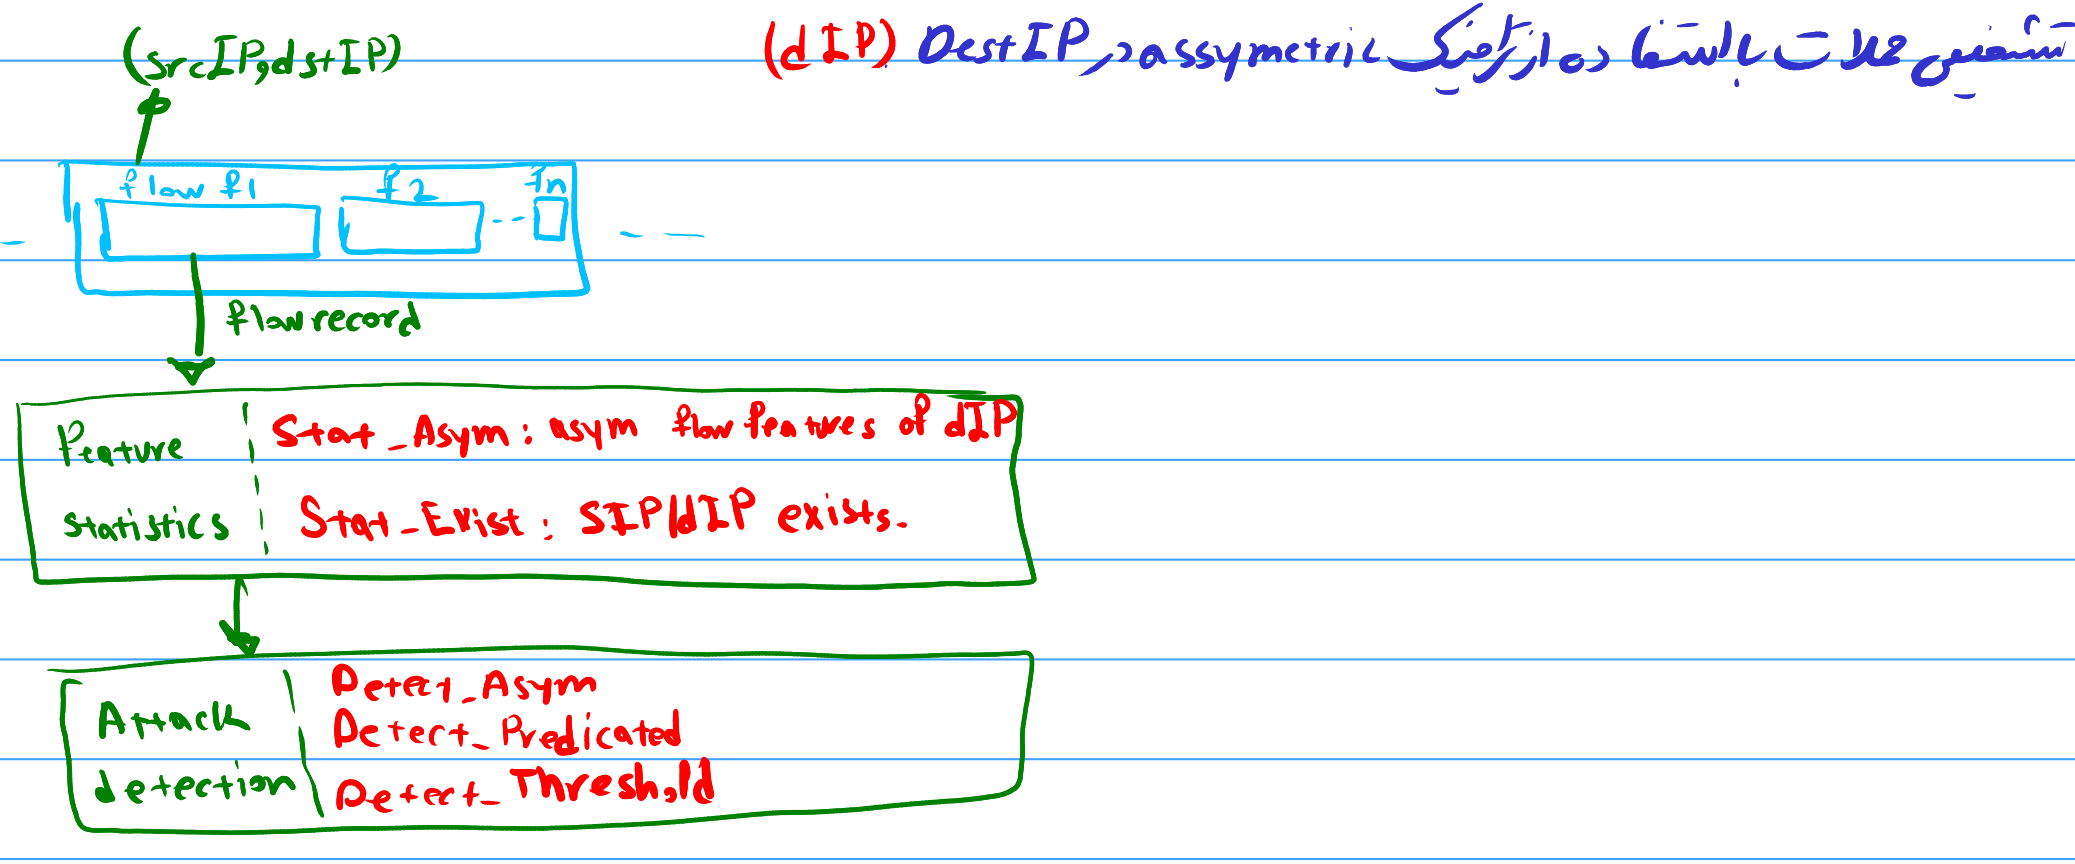 تشخیص حملات با استفاده از ترافیک assymetric در DestIP (dIP)
(srcIP,dstIP)
flow f1 f2 -- fn
flow record
Feature statistics
Stat_Asym: asym flow features of dIP
Stat_Exist: SIP/dIP exists.
Attack detection
Detect_Asym
Detect_Predicated
Detect_Threshold